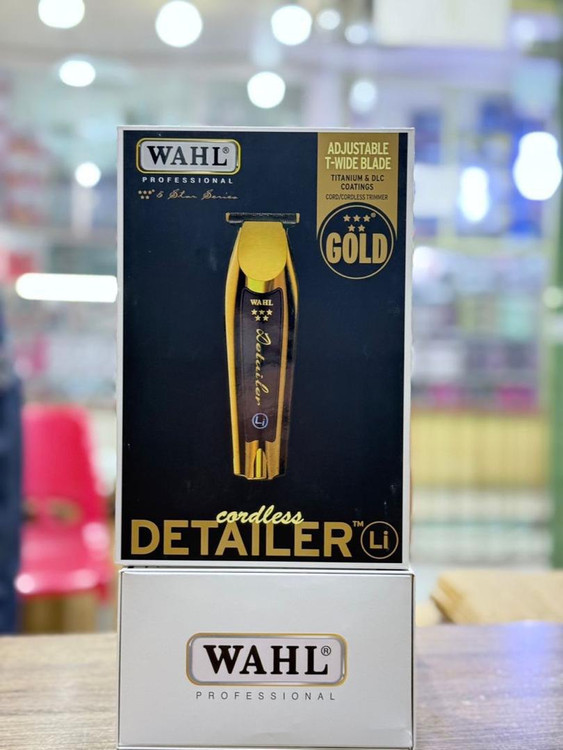 WAHL®
PROFESSIONAL
5 Star Series
ADJUSTABLE
T-WIDE BLADE
TITANIUM & DLC
COATINGS
CORD/CORDLESS TRIMMER
GOLD
WAHL
Detailer
Li
cordless
DETAILER™ Li
WAHL®
PROFESSIONAL